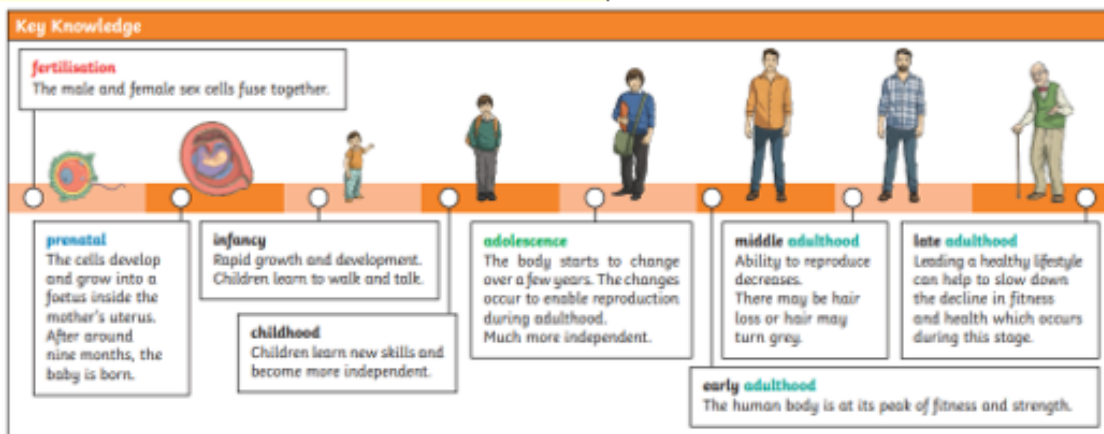 Key Knowledge
fertilisation
The male and female sex cells fuse together.
prenatal
The cells develop
and grow into a
foetus inside the
mother's uterus.
After around
nine months, the
baby is born.
infancy
Rapid growth and development.
Children learn to walk and talk.
childhood
Children learn new skills and
become more independent.
adolescence
The body starts to change
over a few years. The changes
occur to enable reproduction
during adulthood.
Much more independent.
early adulthood
The human body is at its peak of fitness and strength.
middle adulthood
Ability to reproduce
decreases.
There may be hair
loss or hair may
turn grey.
late adulthood
Leading a healthy lifestyle
can help to slow down
the decline in fitness
and health which occurs
during this stage.